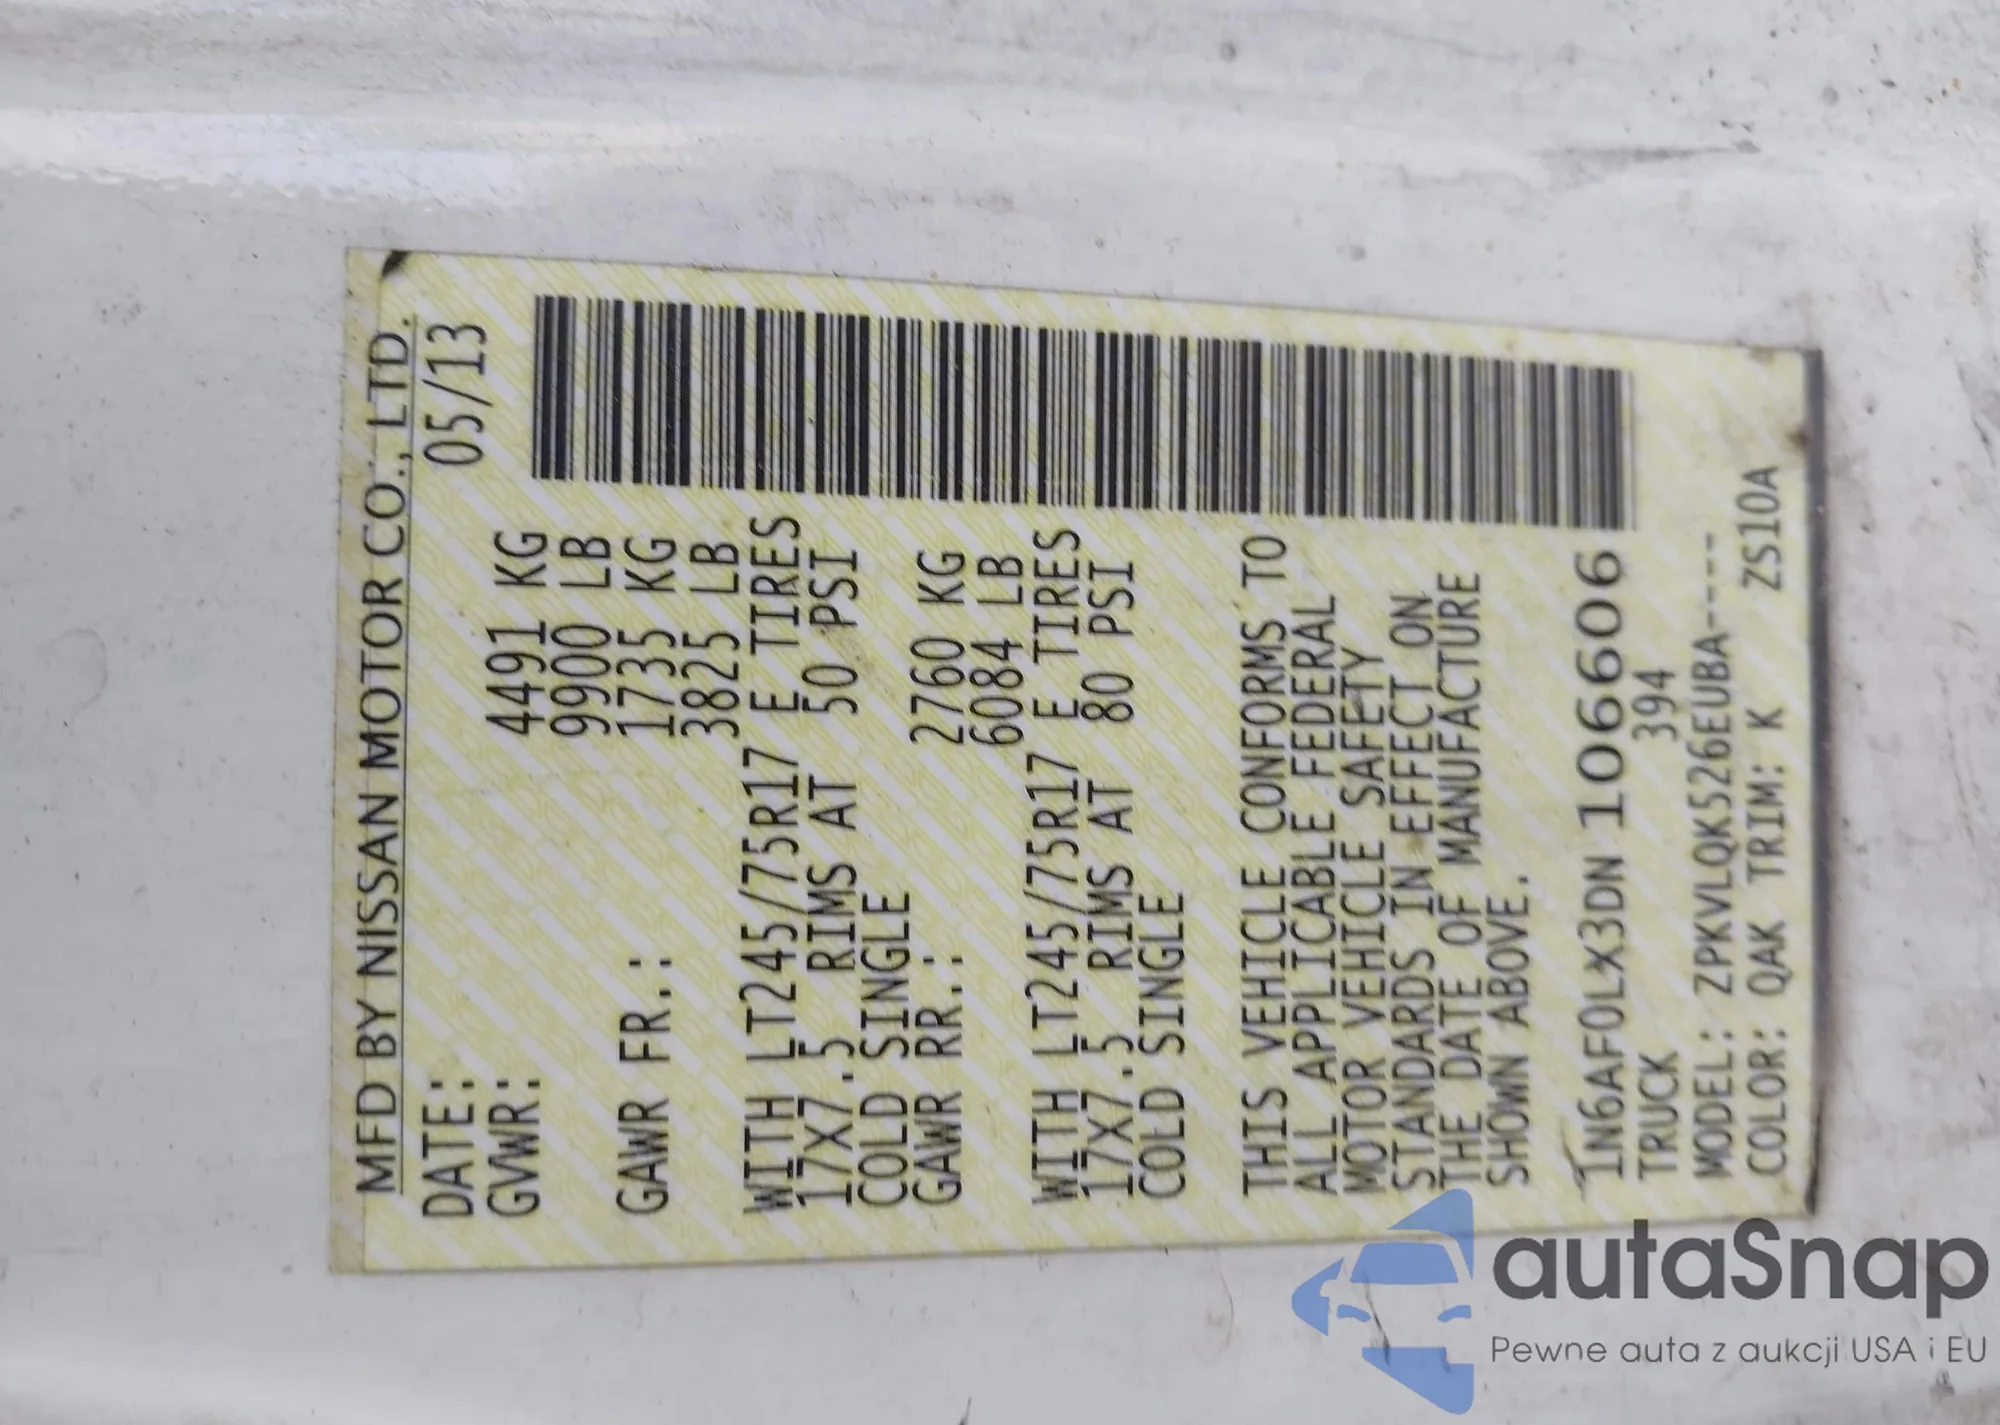 MFD BY NISSAN MOTOR CO., LTD.
DATE: 05/13
GVWR: 4491 KG
9900 LB
GAWR FR.: 1735 KG
3825 LB
WITH LT245/75R17 E TIRES
17X7.5 RIMS AT 50 PSI
COLD SINGLE
GAWR RR.: 2760 KG
6084 LB
WITH LT245/75R17 E TIRES
17X7.5 RIMS AT 80 PSI
COLD SINGLE
THIS VEHICLE CONFORMS TO
ALL APPLICABLE FEDERAL
MOTOR VEHICLE SAFETY
STANDARDS IN EFFECT ON
THE DATE OF MANUFACTURE
SHOWN ABOVE.
1N6AF0LX3DN106606
TRUCK 394
MODEL: ZPKVLQK526EUBA----
COLOR: QAK TRIM: K ZS10A
autaSnap
Pewne auta z aukcji USA i EU